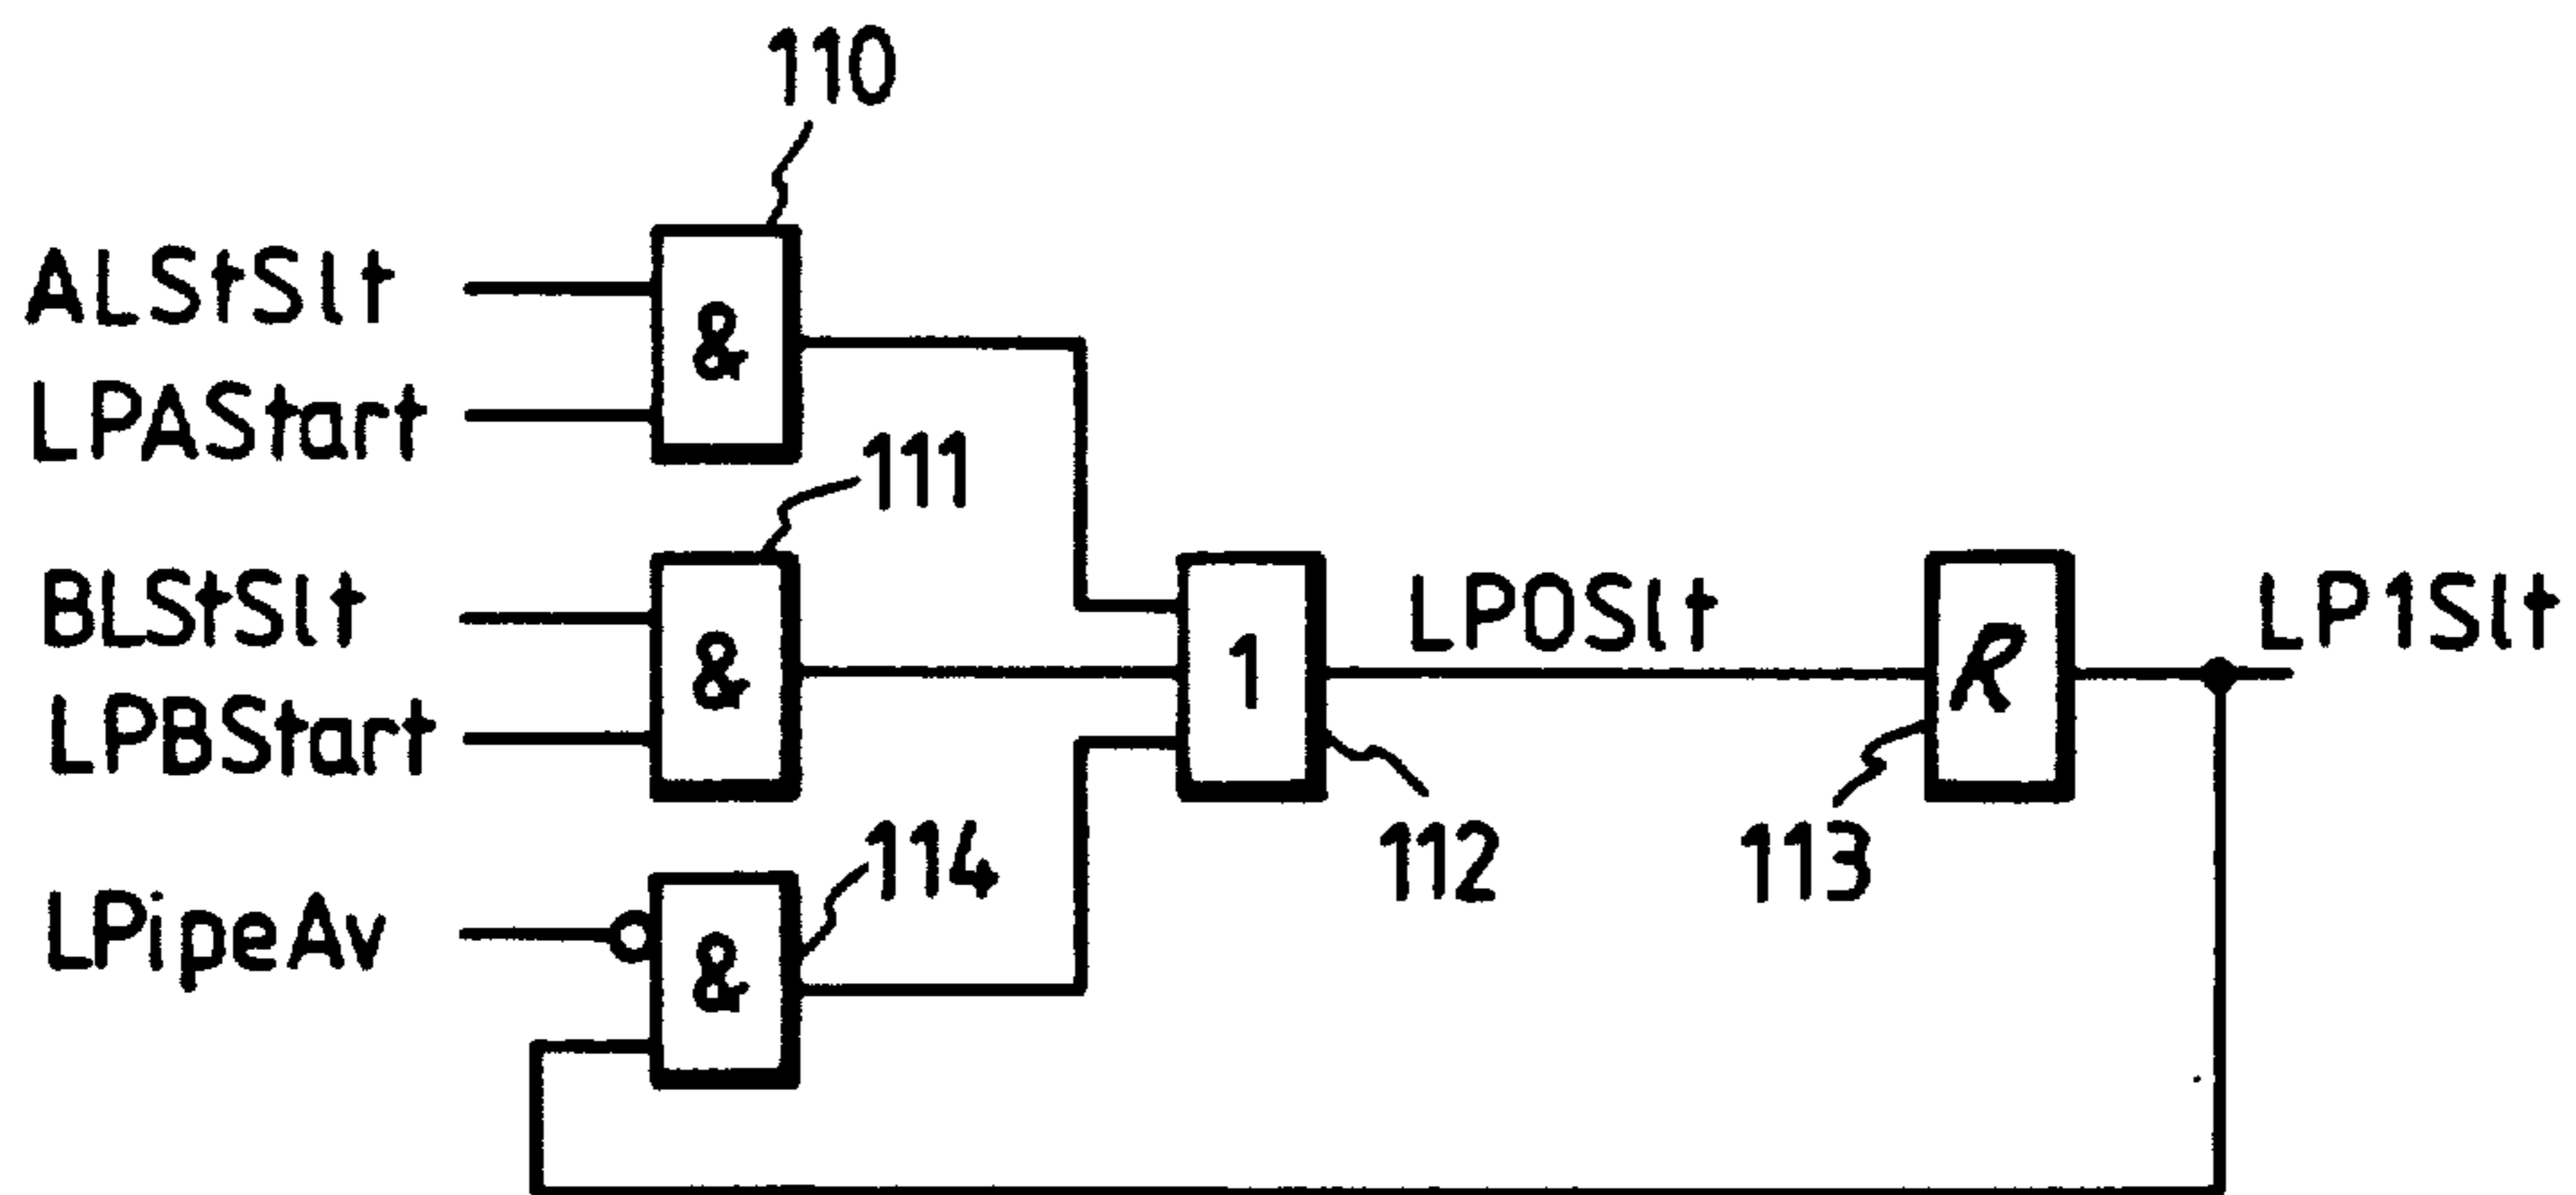 110
ALStSlt
&
LPAStart
111
BLStSlt
&
1
LP0Slt
R
LP1Slt
LPBStart
114
112
113
LPipeAv
&